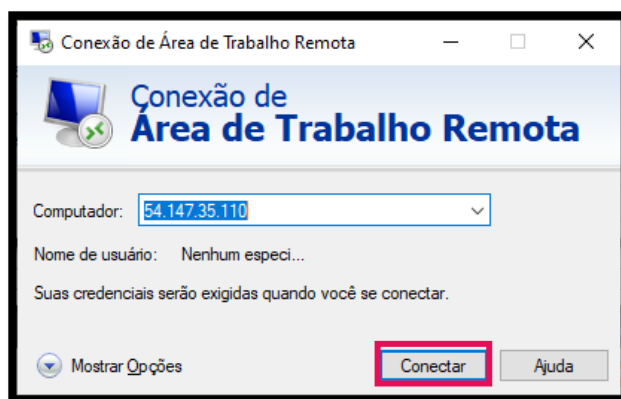 Conexão de Área de Trabalho Remota
Conexão de
Área de Trabalho Remota
Computador: 54.147.35.110
Nome de usuário: Nenhum especi...
Suas credenciais serão exigidas quando você se conectar.
Mostrar Opções Conectar Ajuda